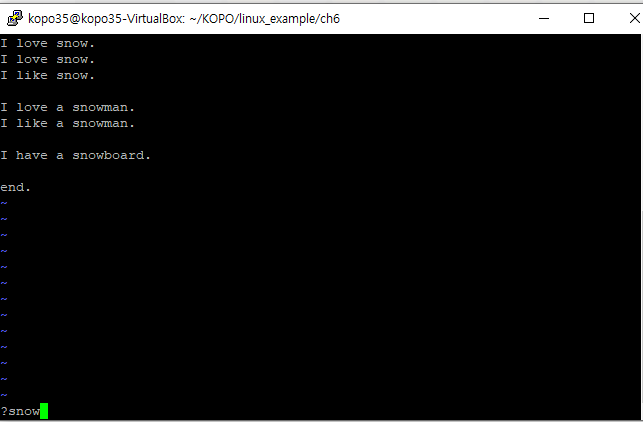 kopo35@kopo35-VirtualBox: ~/KOPO/linux_example/ch6
I love snow.
I love snow.
I like snow.
I love a snowman.
I like a snowman.
I have a snowboard.
end.
~
~
~
~
~
~
~
~
~
~
~
~
~
?snow